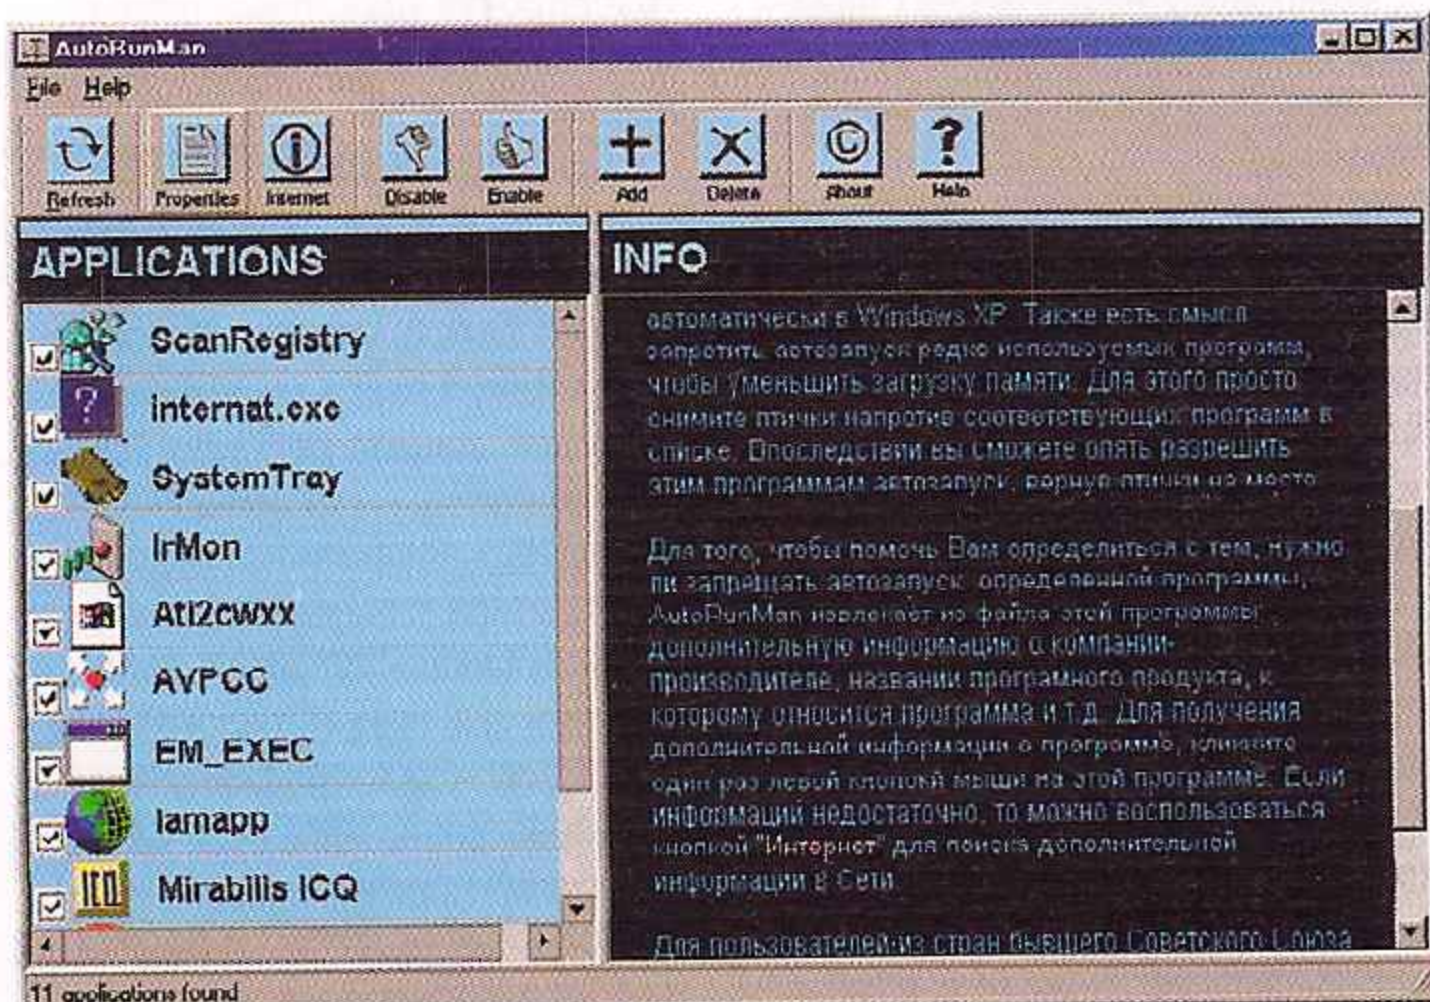 AutoRunMan
File Help
Refresh Properties Internet Disable Enable Add Delete About Help
APPLICATIONS
ScanRegistry
internat.exe
SystemTray
IrMon
Ati2cwxx
AVPCC
EM_EXEC
Iamapp
ICQ Mirabilis ICQ
11 applications found
INFO
автоматически в Windows XP. Также есть смысл
запретить автозапуск редко используемых программ,
чтобы уменьшить загрузку памяти. Для этого просто
снимите птички напротив соответствующих программ в
списке. Впоследствии вы сможете опять разрешить
этим программам автозапуск, вернув птички на место.
Для того, чтобы помочь Вам определиться с тем, нужно
ли запрещать автозапуск определенной программы,
AutoRunMan извлекает из файла этой программы
дополнительную информацию о компании-
производителе, названии програмного продукта, к
которому относится программа и т.д. Для получения
дополнительной информации о программе, кликните
один раз левой кнопкй мыши на этой программе. Если
информации недостаточно, то можно воспользоваться
кнопкой "Интернет" для поиска дополнительной
информации в Сети.
Для пользователей из стран бывшего Советского Союза